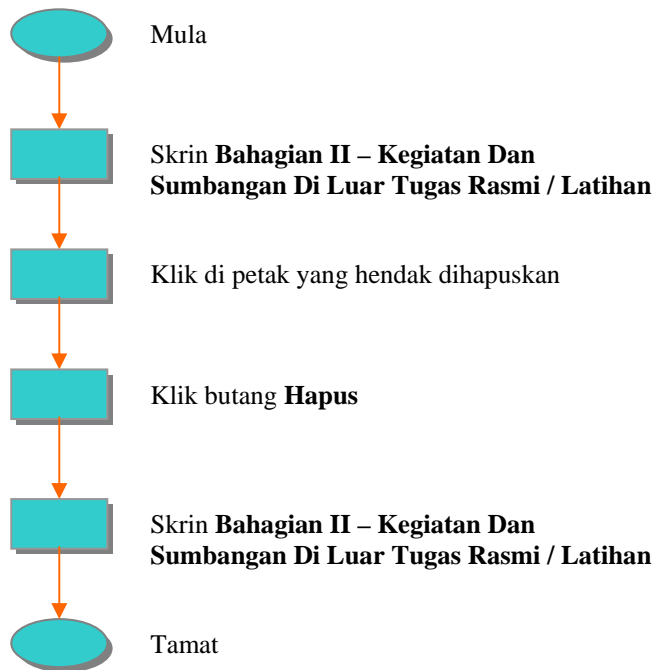 Mula
Skrin Bahagian II – Kegiatan Dan
Sumbangan Di Luar Tugas Rasmi / Latihan
Klik di petak yang hendak dihapuskan
Klik butang Hapus
Skrin Bahagian II – Kegiatan Dan
Sumbangan Di Luar Tugas Rasmi / Latihan
Tamat